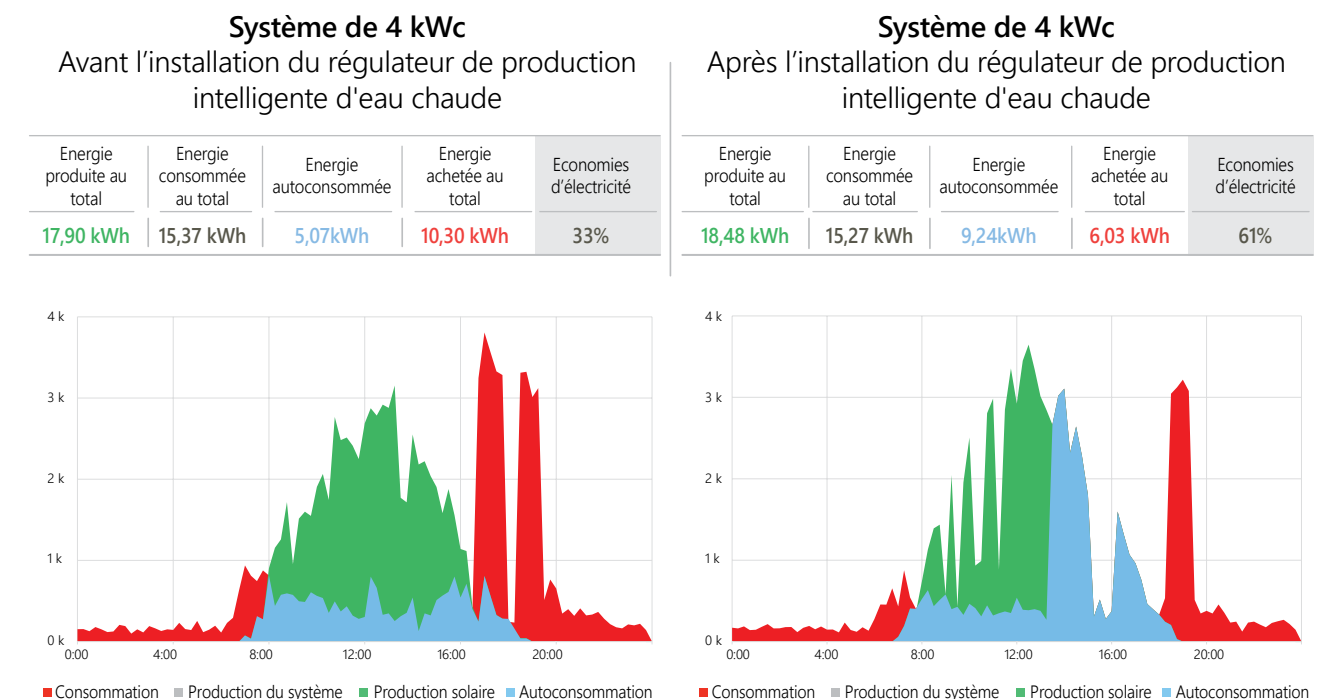 Système de 4 kWc
Avant l'installation du régulateur de production
intelligente d'eau chaude
Energie
produite au
total
Energie
consommée
au total
Energie
autoconsommée
Energie
achetée au
total
Economies
d'électricité
17,90 kWh
15,37 kWh
5,07kWh
10,30 kWh
33%
4 k
3 k
2 k
1 k
0 k
0:00
4:00
8:00
12:00
16:00
20:00
Consommation
Production du système
Production solaire
Autoconsommation
Système de 4 kWc
Après l'installation du régulateur de production
intelligente d'eau chaude
Energie
produite au
total
Energie
consommée
au total
Energie
autoconsommée
Energie
achetée au
total
Economies
d'électricité
18,48 kWh
15,27 kWh
9,24kWh
6,03 kWh
61%
4 k
3 k
2 k
1 k
0 k
0:00
4:00
8:00
12:00
16:00
20:00
Consommation
Production du système
Production solaire
Autoconsommation